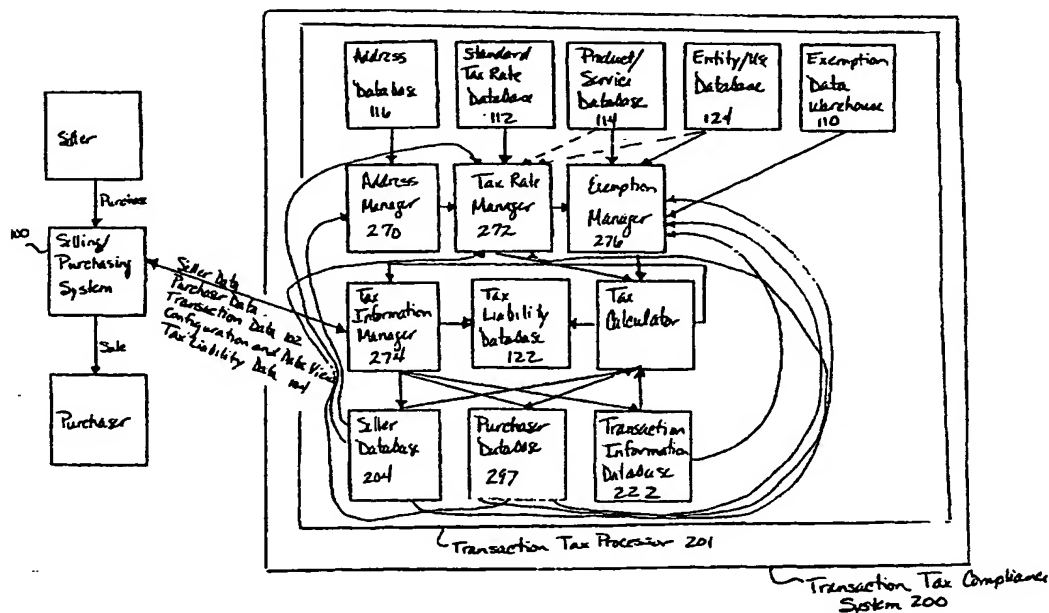 Address
Database
116
Standard
Tax Rate
Database
112
Product/
Service
Database
114
Entity/Use
Database
124
Exemption
Data
Warehouse
110
Seller
Purchase
100
Selling/
Purchasing
System
Sale
Purchaser
Seller Data
Purchaser Data
Transaction Data 102
Configuration and Data View
Tax Liability Data 104
Address
Manager
270
Tax Rate
Manager
272
Exemption
Manager
276
Tax
Information
Manager
274
Tax
Liability
Database
122
Tax
Calculator
Seller
Database
204
Purchaser
Database
297
Transaction
Information
Database
222
Transaction Tax Processor 201
Transaction Tax Compliance
System 200